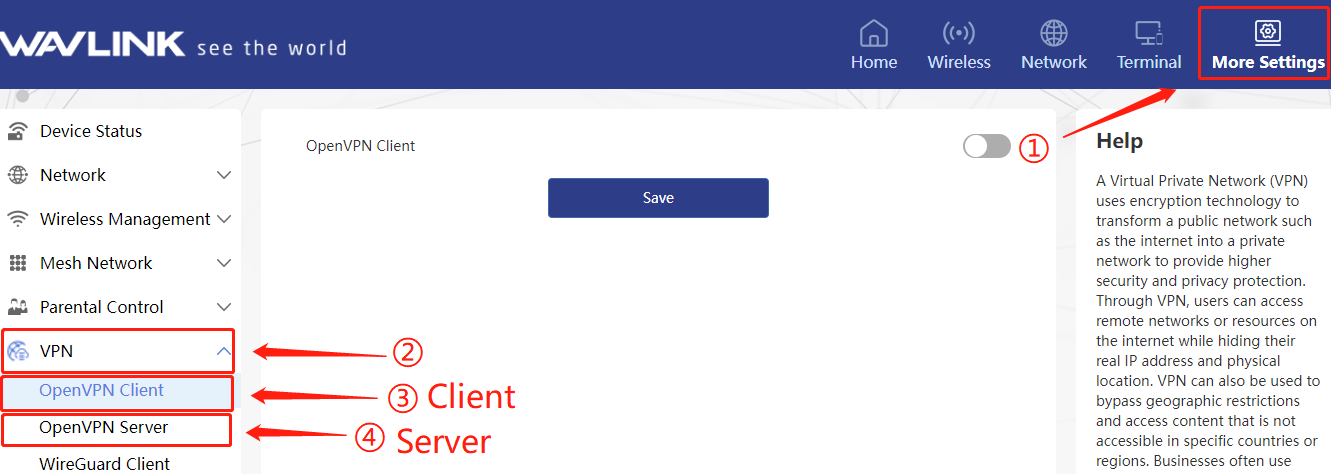 WAVLINK see the world
Home
Wireless
Network
Terminal
More Settings
Device Status
Network
Wireless Management
Mesh Network
Parental Control
VPN
OpenVPN Client
OpenVPN Server
WireGuard Client
OpenVPN Client
Save
①
②
③ Client
④ Server
Help
A Virtual Private Network (VPN)
uses encryption technology to
transform a public network such
as the internet into a private
network to provide higher
security and privacy protection.
Through VPN, users can access
remote networks or resources on
the internet while hiding their
real IP address and physical
location. VPN can also be used to
bypass geographic restrictions
and access content that is not
accessible in specific countries or
regions. Businesses often use